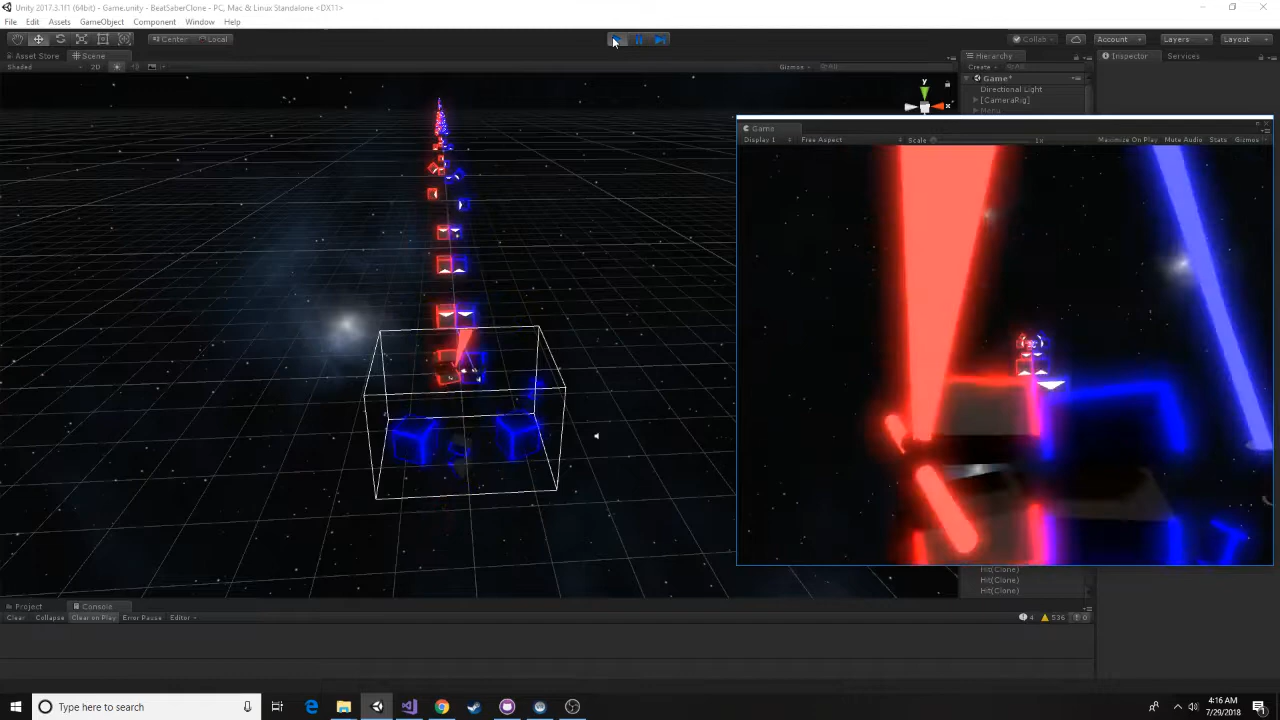 Unity 2017.3.1f1 (64bit) - Game.unity - BeatSaberClone - PC, Mac & Linux Standalone <DX11>
File Edit Assets GameObject Component Window Help
Center Local Collab Account Layers Layout
Asset Store Scene Hierarchy Inspector Services
Shaded 2D Gizmos All Create All
y
x
Game*
Directional Light
[CameraRig]
Menu
Game
Display 1 Free Aspect Scale 1x Maximize On Play Mute Audio Stats Gizmos
Hit(Clone)
Hit(Clone)
Hit(Clone)
Project Console
Clear Collapse Clear on Play Error Pause Editor 4 536 0
Type here to search
4:16 AM
7/29/2018
1